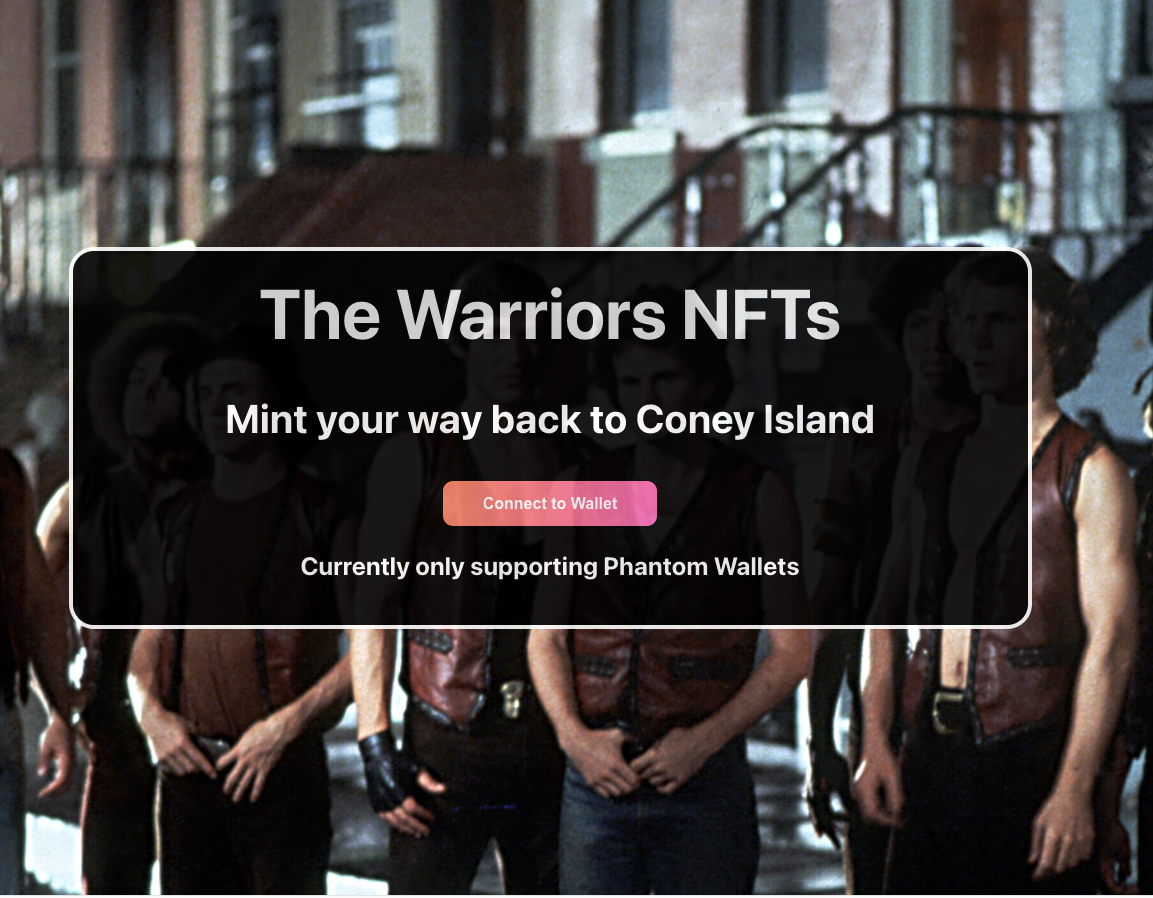 The Warriors NFTs
Mint your way back to Coney Island
Connect to Wallet
Currently only supporting Phantom Wallets